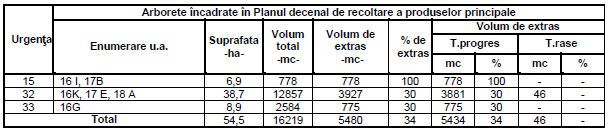 Arborete încadrate în Planul decenal de recoltare a produselor principale
Urgenţa Enumerare u.a. Suprafata -ha- Volum total -mc- Volum de extras -mc- % de extras Volum de extras
T.progres T.rase
mc % mc %
15 16 I, 17B 6,9 778 778 100 778 100 - -
32 16K, 17 E, 18 A 38,7 12857 3927 30 3881 30 46 -
33 16G 8,9 2584 775 30 775 30 - -
Total 54,5 16219 5480 34 5434 34 46 -